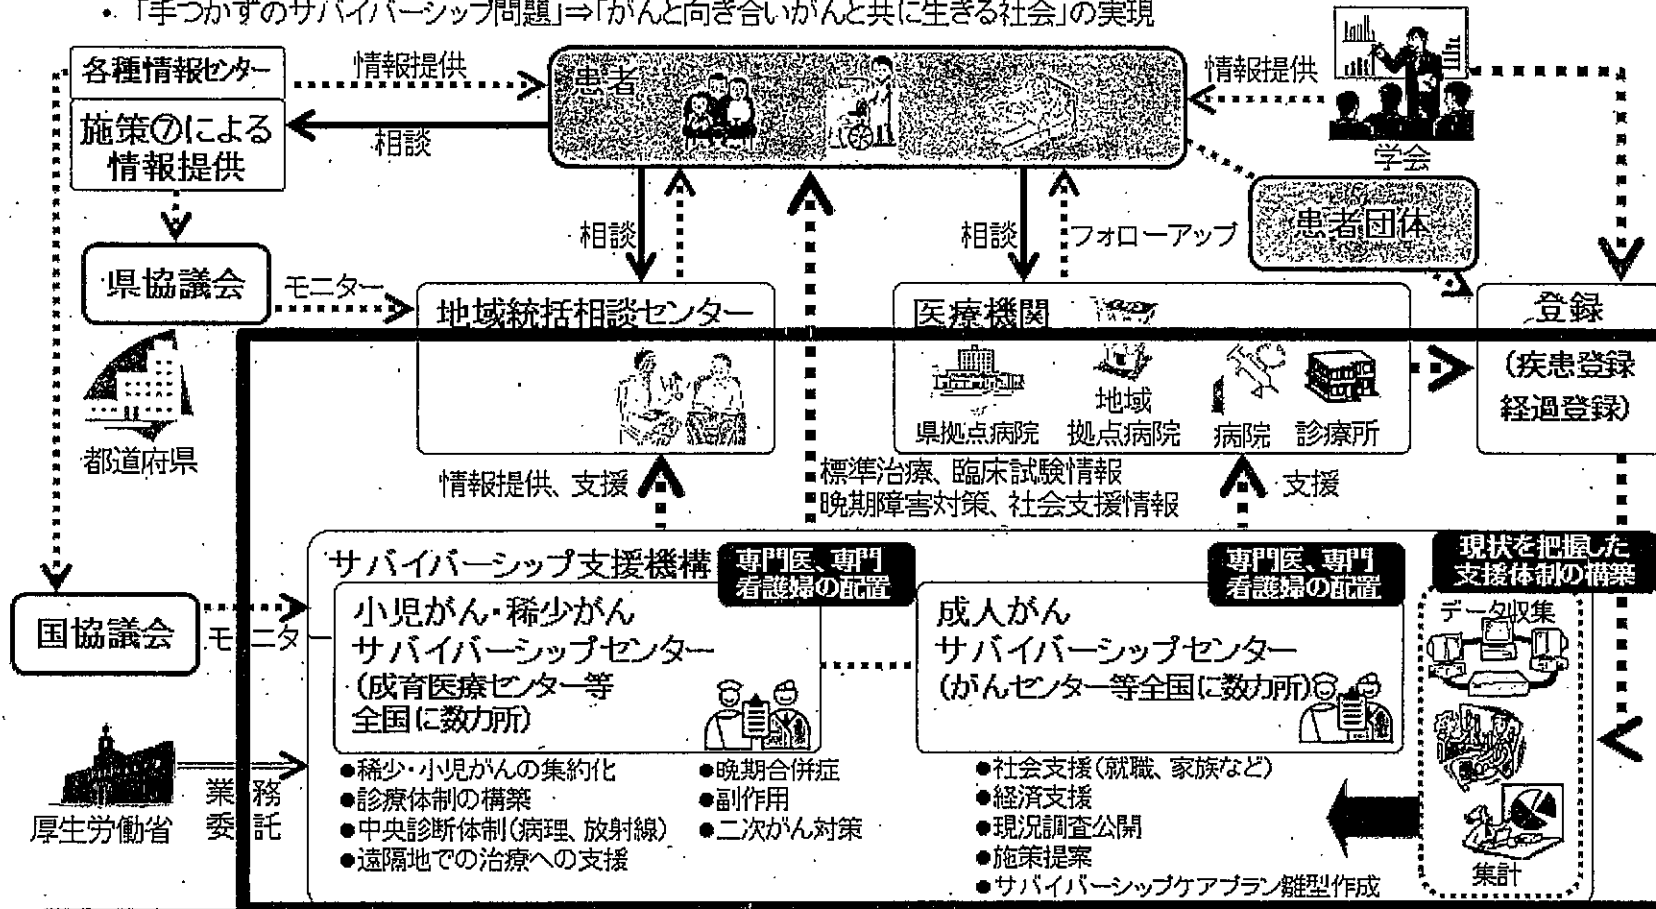 ・「手つかずのサバイバーシップ問題」⇒「がんと向き合いがんと共に生きる社会」の実現
各種情報センター
施策⑦による
情報提供
情報提供
相談
患者
情報提供
学会
患者団体
相談
相談
フォローアップ
県協議会
モニター
都道府県
地域統括相談センター
医療機関
県拠点病院
地域
拠点病院
病院
診療所
登録
(疾患登録
経過登録)
情報提供、支援
標準治療、臨床試験情報
晩期障害対策、社会支援情報
支援
サバイバーシップ支援機構
専門医、専門
看護婦の配置
専門医、専門
看護婦の配置
現状を把握した
支援体制の構築
国協議会
モニタ
小児がん・稀少がん
サバイバーシップセンター
(成育医療センター等
全国に数カ所)
成人がん
サバイバーシップセンター
(がんセンター等全国に数カ所)
データ収集
集計
厚生労働省
業務
委託
●稀少・小児がんの集約化
●診療体制の構築
●中央診断体制(病理、放射線)
●遠隔地での治療への支援
●晩期合併症
●副作用
●二次がん対策
●社会支援(就職、家族など)
●経済支援
●現況調査公開
●施策提案
●サバイバーシップケアプラン雛型作成